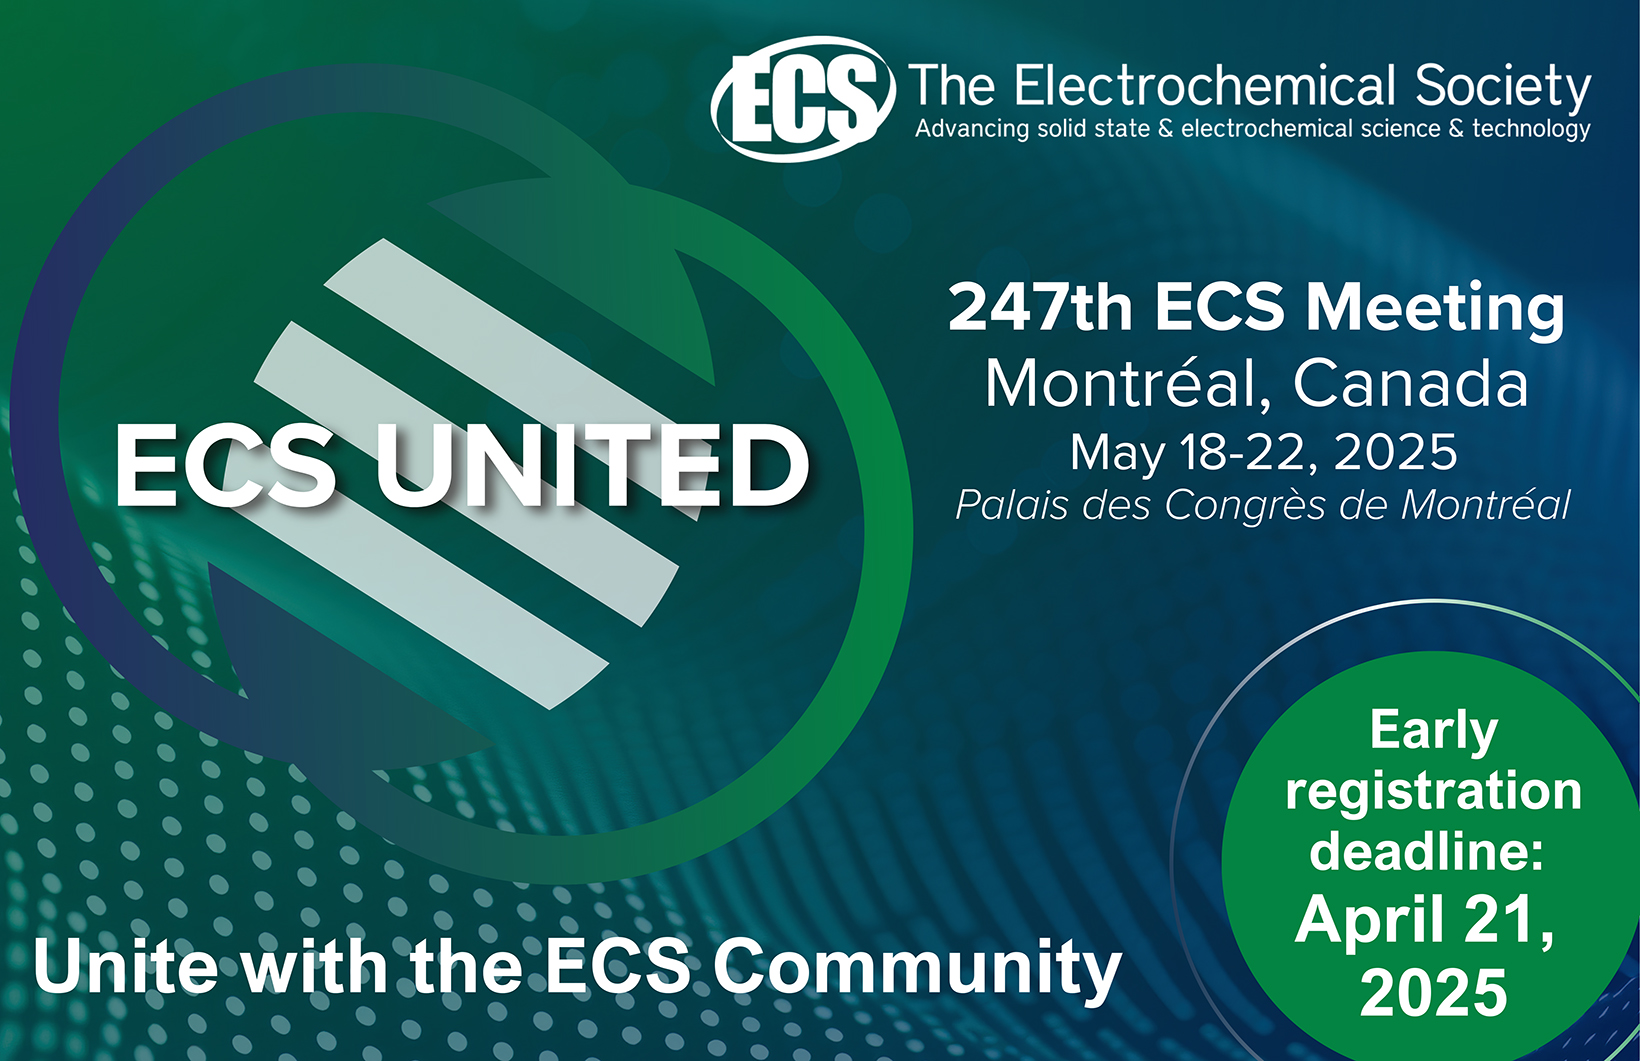 ECS The Electrochemical Society
Advancing solid state & electrochemical science & technology
247th ECS Meeting
Montréal, Canada
May 18-22, 2025
Palais des Congrès de Montréal
ECS UNITED
Early
registration
deadline:
April 21,
2025
Unite with the ECS Community